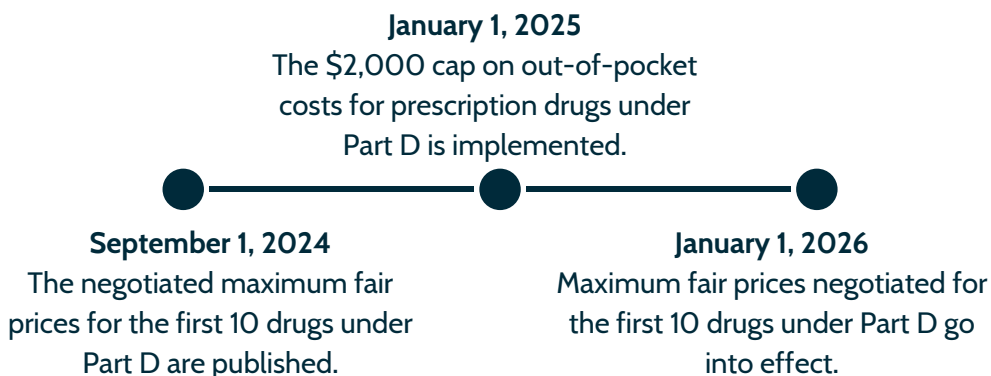 January 1, 2025
The $2,000 cap on out-of-pocket
costs for prescription drugs under
Part D is implemented.
September 1, 2024
The negotiated maximum fair
prices for the first 10 drugs under
Part D are published.
January 1, 2026
Maximum fair prices negotiated for
the first 10 drugs under Part D go
into effect.